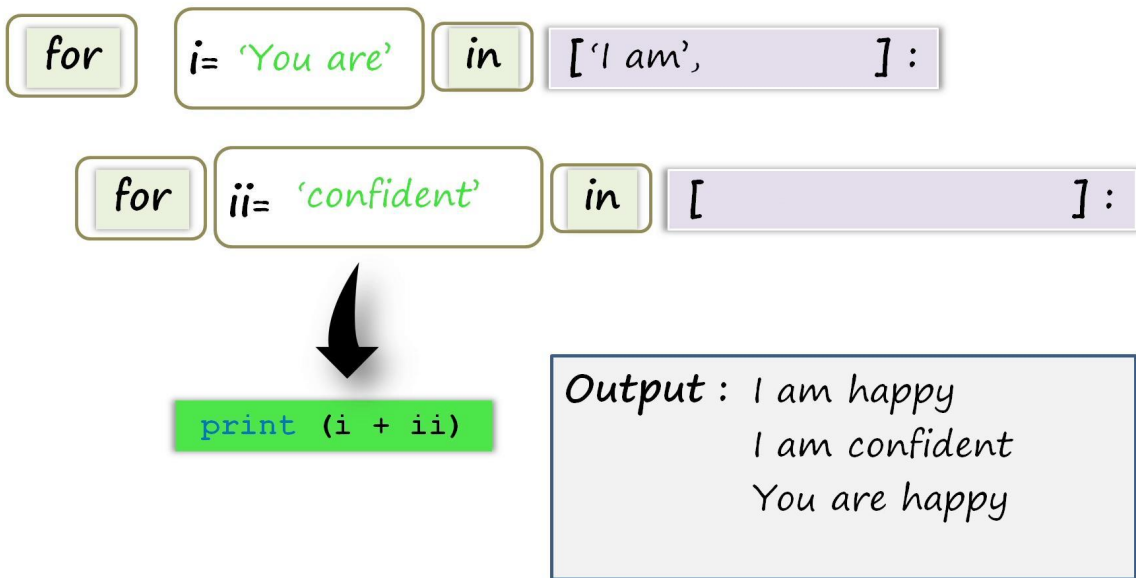 for i= ‘You are’ in [‘I am’, ] :
for ii= ‘confident’ in [ ] :
print (i + ii)
Output : I am happy
I am confident
You are happy